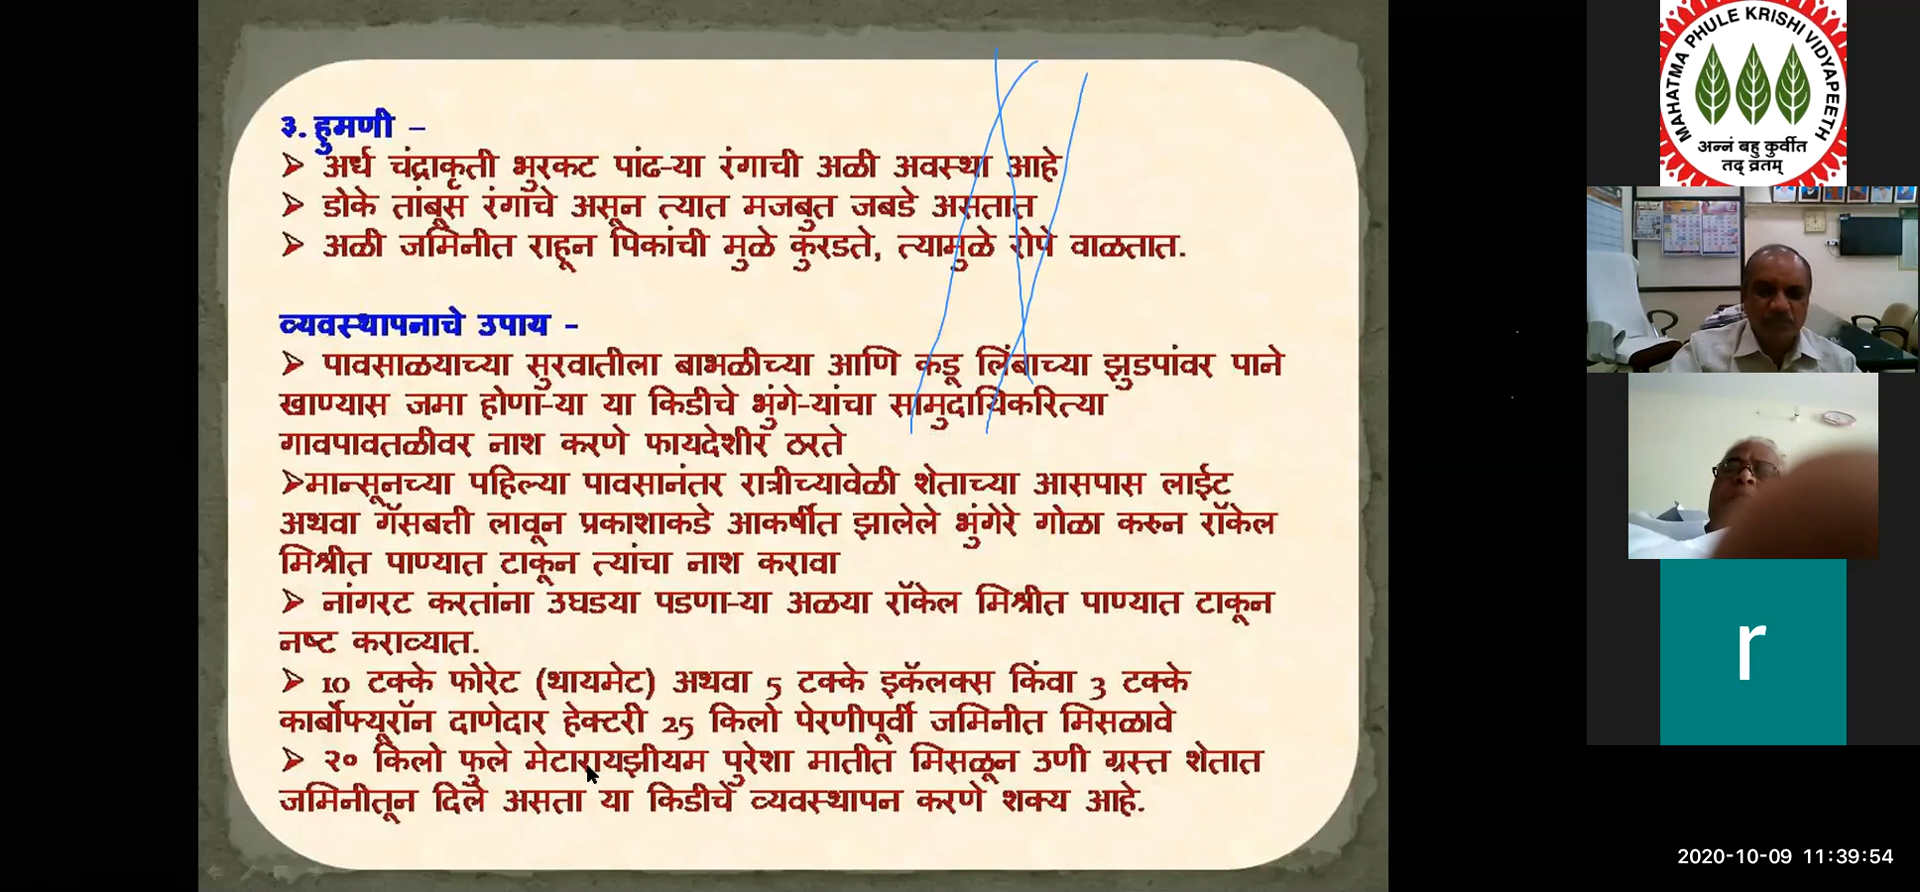 ३. हुमणी –
➢ अर्ध चंद्राकृती भुरकट पांढ-या रंगाची अळी अवस्था आहे
➢ डोके तांबूस रंगाचे असून त्यात मजबुत जबडे असतात
➢ अळी जमिनीत राहून पिकांची मुळे कुरडते, त्यामुळे रोपे वाळतात.
व्यवस्थापनाचे उपाय -
➢ पावसाळयाच्या सुरवातीला बाभळीच्या आणि कडू लिंबाच्या झुडपांवर पाने
खाण्यास जमा होणा-या या किडीचे भुंगे-यांचा सामुदायिकरित्या
गावपावतळीवर नाश करणे फायदेशीर ठरते
➢मान्सूनच्या पहिल्या पावसानंतर रात्रीच्यावेळी शेताच्या आसपास लाईट
अथवा गॅसबत्ती लावून प्रकाशाकडे आकर्षीत झालेले भुंगेरे गोळा करुन रॉकेल
मिश्रीत पाण्यात टाकून त्यांचा नाश करावा
➢ नांगरट करतांना उघडया पडणा-या अळया रॉकेल मिश्रीत पाण्यात टाकून
नष्ट कराव्यात.
➢ 10 टक्के फोरेट (थायमेट) अथवा 5 टक्के इकॅलक्स किंवा 3 टक्के
कार्बोफ्यूरॉन दाणेदार हेक्टरी 25 किलो पेरणीपूर्वी जमिनीत मिसळावे
➢ २० किलो फुले मेटारायझीयम पुरेशा मातीत मिसळून उणी ग्रस्त शेतात
जमिनीतून दिले असता या किडीचे व्यवस्थापन करणे शक्य आहे.
MAHATMA PHULE KRISHI VIDYAPEETH
अन्नं बहु कुर्वीत
तद् व्रतम्
r
2020-10-09 11:39:54